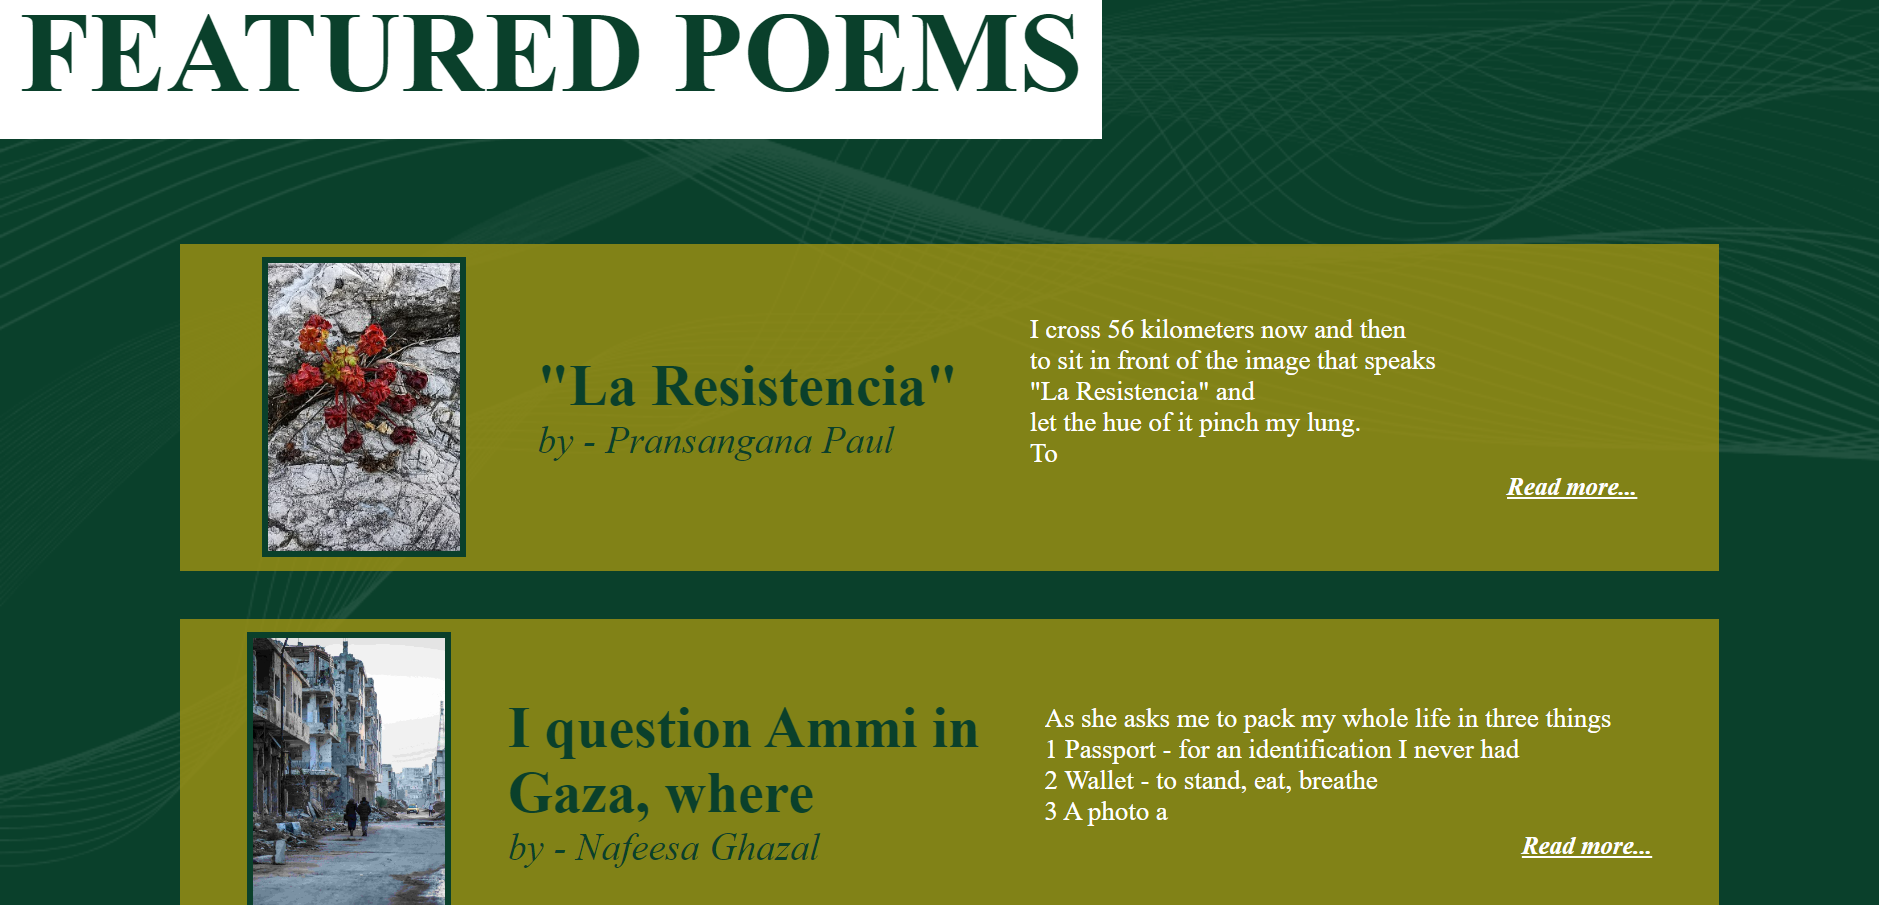 FEATURED POEMS
"La Resistencia"
by - Pransangana Paul
I cross 56 kilometers now and then
to sit in front of the image that speaks
"La Resistencia" and
let the hue of it pinch my lung.
To
Read more...
I question Ammi in
Gaza, where
by - Nafeesa Ghazal
As she asks me to pack my whole life in three things
1 Passport - for an identification I never had
2 Wallet - to stand, eat, breathe
3 A photo a
Read more...